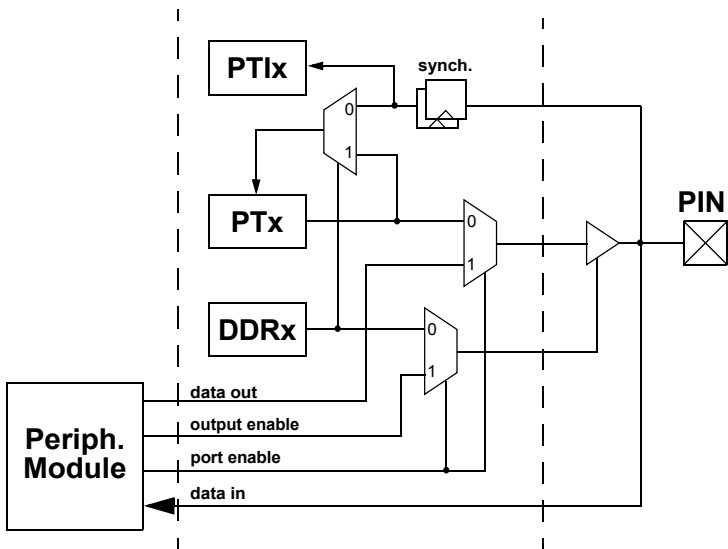 PTIx
synch.
0
1
PTx
0
1
PIN
DDRx
0
1
Periph.
Module
data out
output enable
port enable
data in